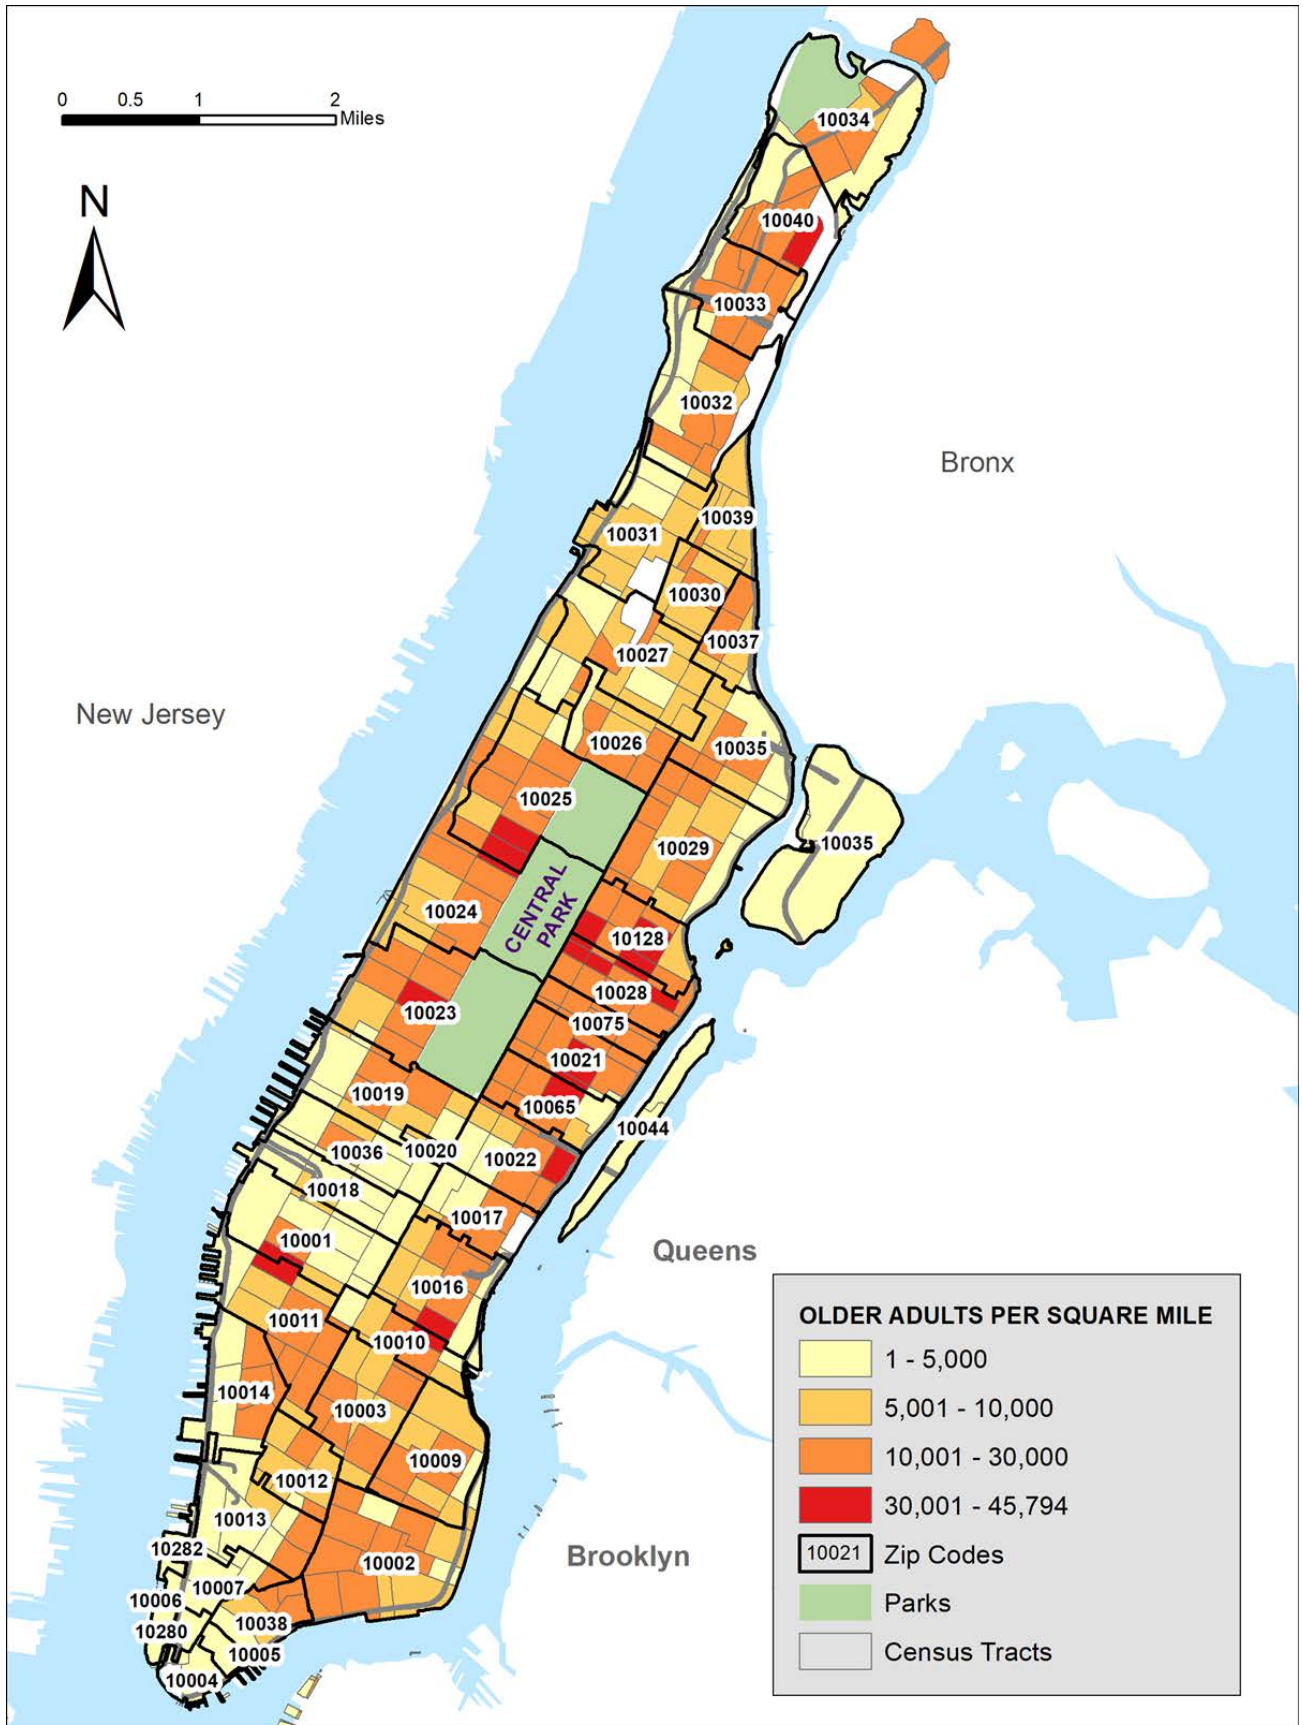 0 0.5 1 2
Miles
N
10034
10040
10033
10032
Bronx
10039
10031
10030
10037
10027
New Jersey
10026
10035
10025
10035
10029
CENTRAL
PARK
10024
10128
10028
10023
10075
10021
10019
10065
10044
10036
10020
10022
10018
10017
10001
Queens
10016
10011
10010
10014
10003
10009
10012
10013
10282
10002
Brooklyn
10007
10006
10038
10280
10005
10004
OLDER ADULTS PER SQUARE MILE
1 - 5,000
5,001 - 10,000
10,001 - 30,000
30,001 - 45,794
10021 Zip Codes
Parks
Census Tracts